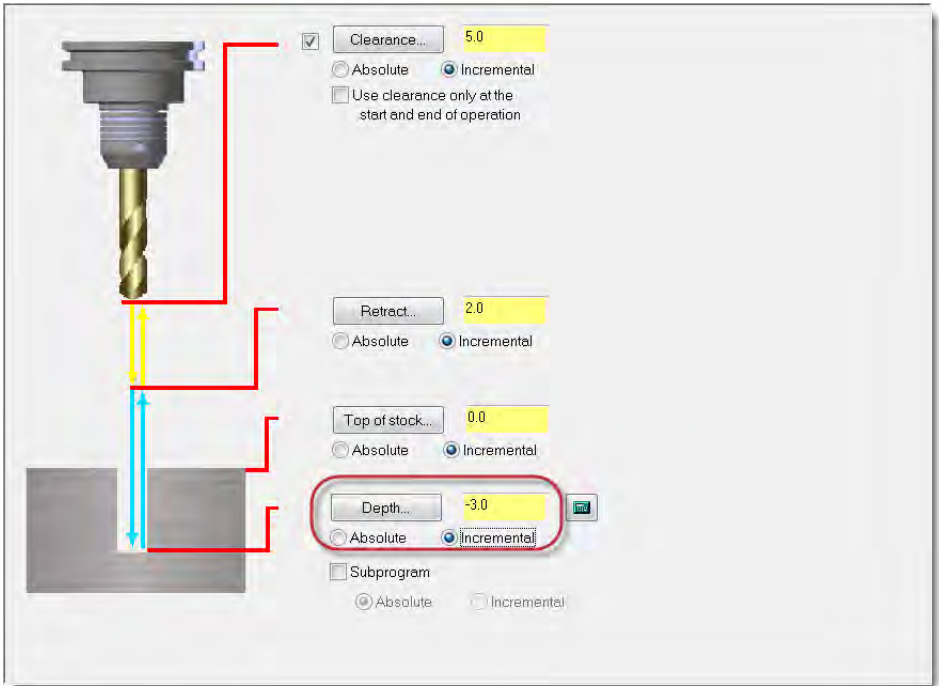 Clearance... 5.0
Absolute Incremental
Use clearance only at the
start and end of operation
Retract... 2.0
Absolute Incremental
Top of stock... 0.0
Absolute Incremental
Depth... -3.0
Absolute Incremental
Subprogram
Absolute Incremental